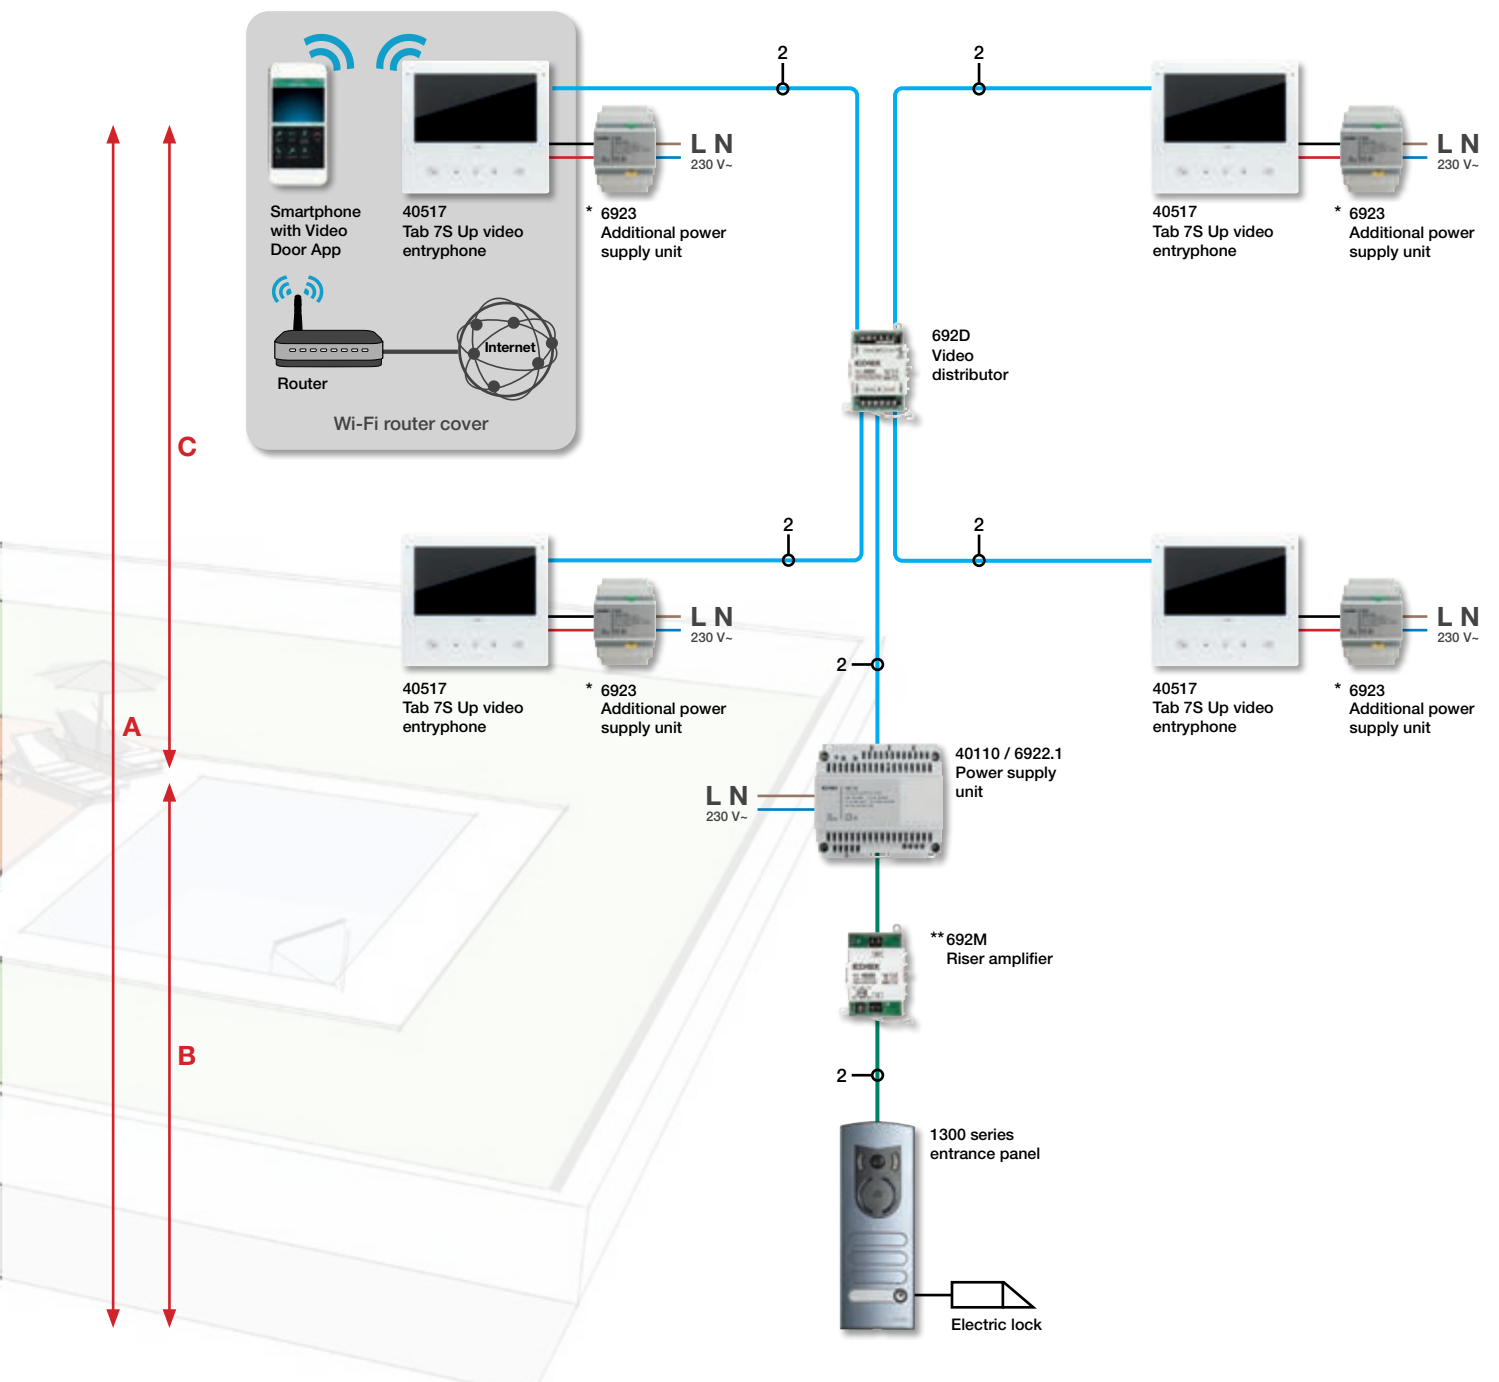 2
2
L N
230 V~
L N
230 V~
Smartphone
with Video
Door App
40517
Tab 7S Up video
entryphone
* 6923
Additional power
supply unit
40517
Tab 7S Up video
entryphone
* 6923
Additional power
supply unit
Internet
Router
Wi-Fi router cover
692D
Video
distributor
C
2
2
L N
230 V~
L N
230 V~
2
40517
Tab 7S Up video
entryphone
* 6923
Additional power
supply unit
40517
Tab 7S Up video
entryphone
* 6923
Additional power
supply unit
A
40110 / 6922.1
Power supply
unit
L N
230 V~
** 692M
Riser amplifier
B
2
1300 series
entrance panel
Electric lock